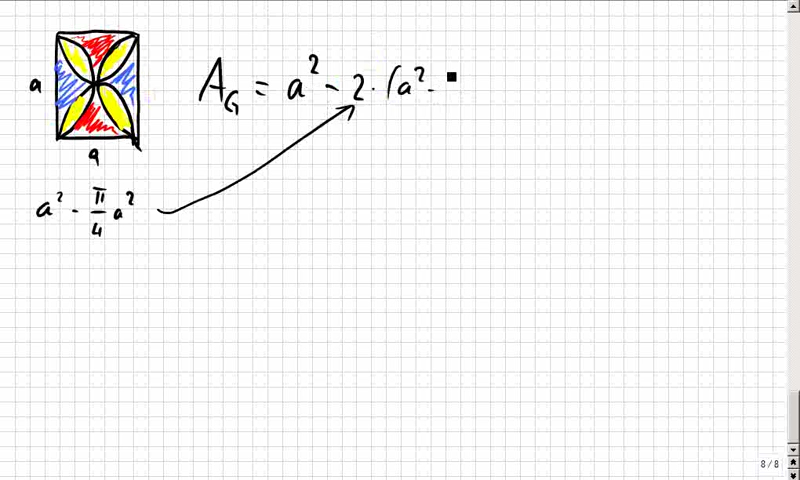 a
A_G = a² - 2 · (a² -
a
a² - π/4 a²
8 / 8